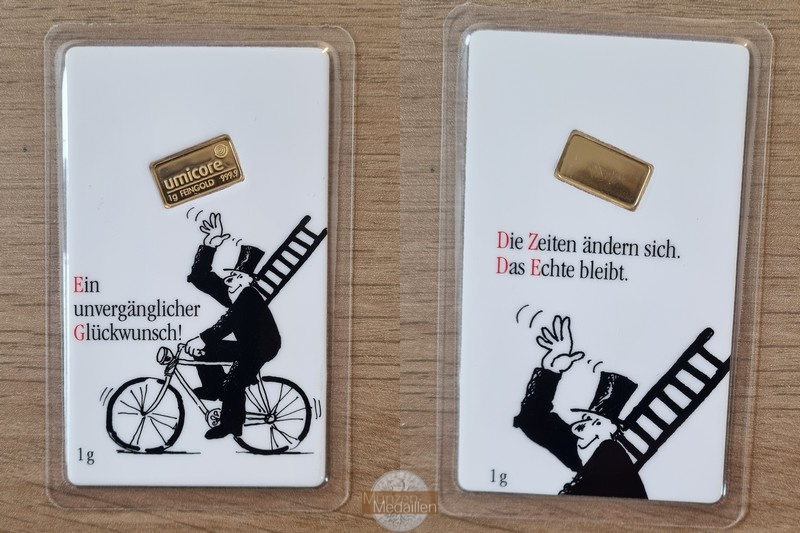 umicore
1g FEINGOLD 999.9
Ein
unvergänglicher
Glückwunsch!
1g
Die Zeiten ändern sich.
Das Echte bleibt.
1g
Münzen
Medaillen